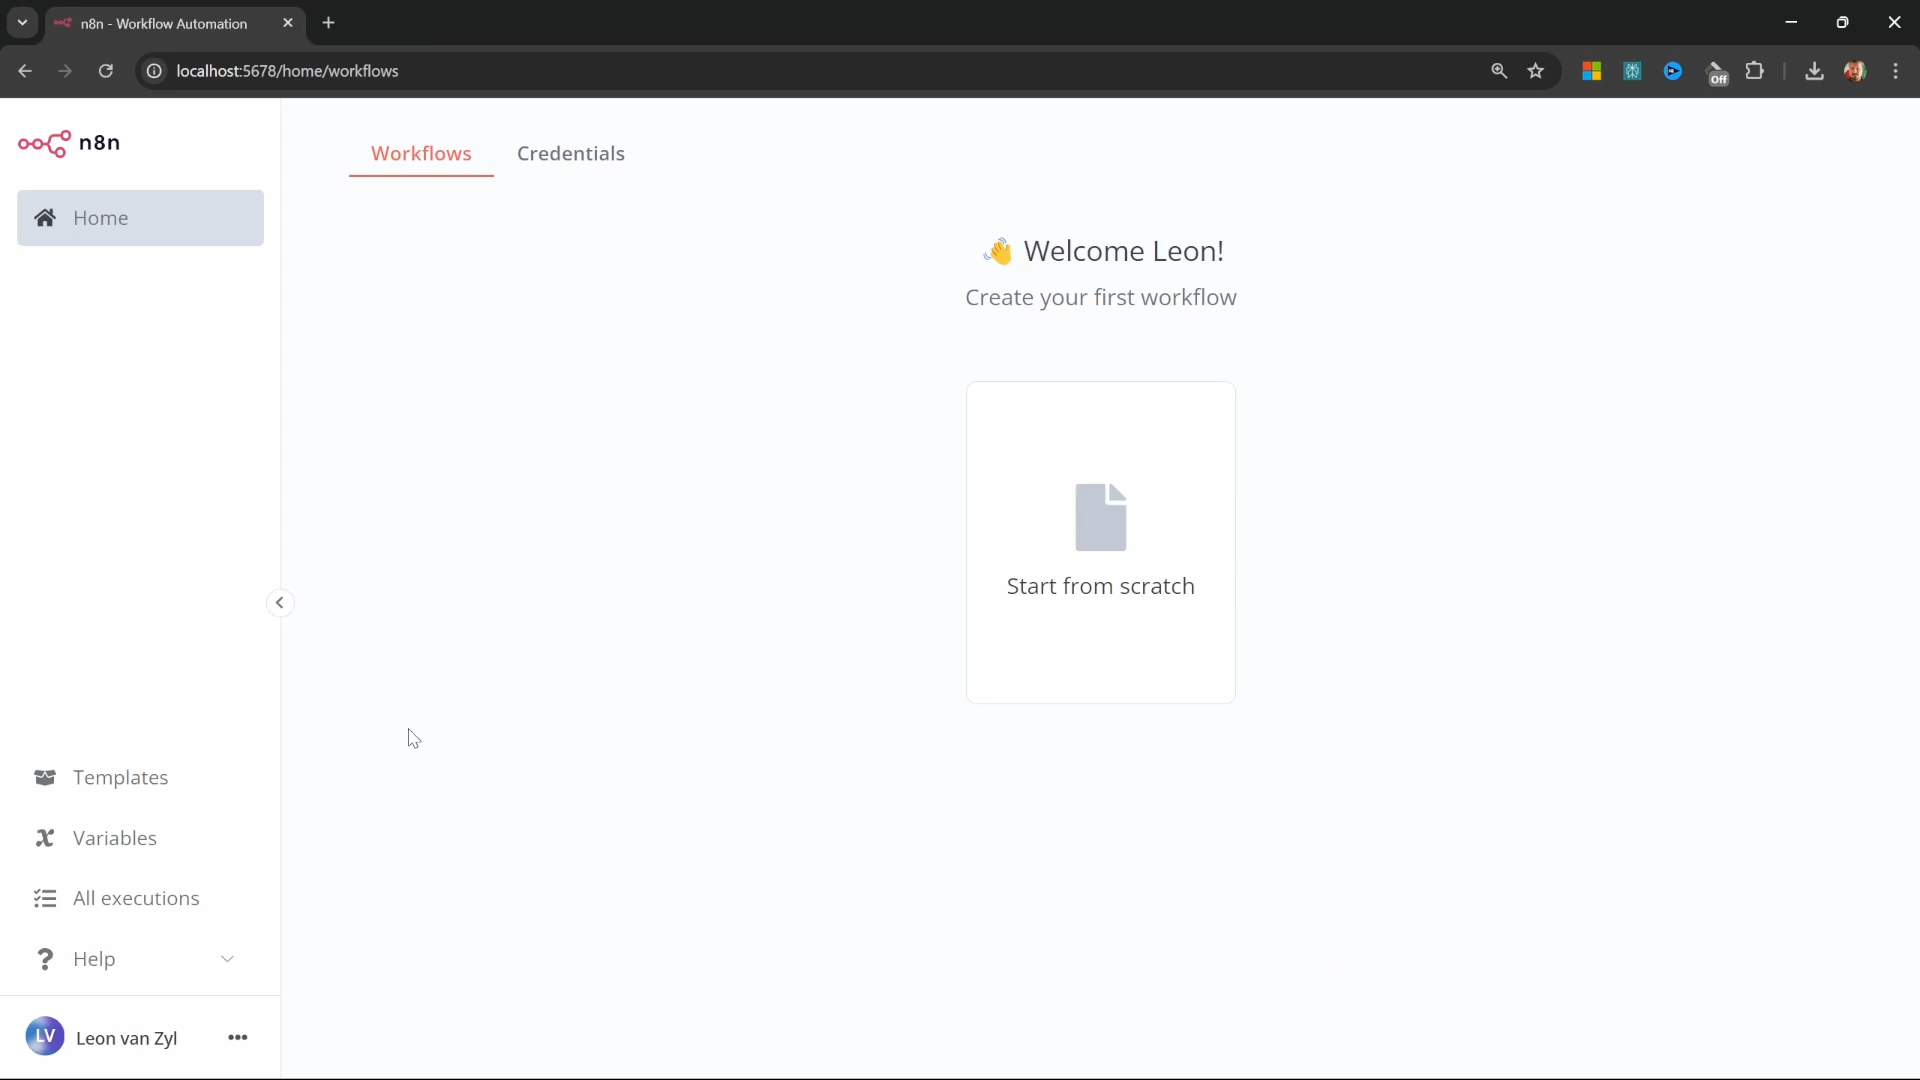 n8n - Workflow Automation
localhost:5678/home/workflows
Off
n8n
Home
Workflows
Credentials
Welcome Leon!
Create your first workflow
Start from scratch
Templates
Variables
All executions
Help
LV
Leon van Zyl